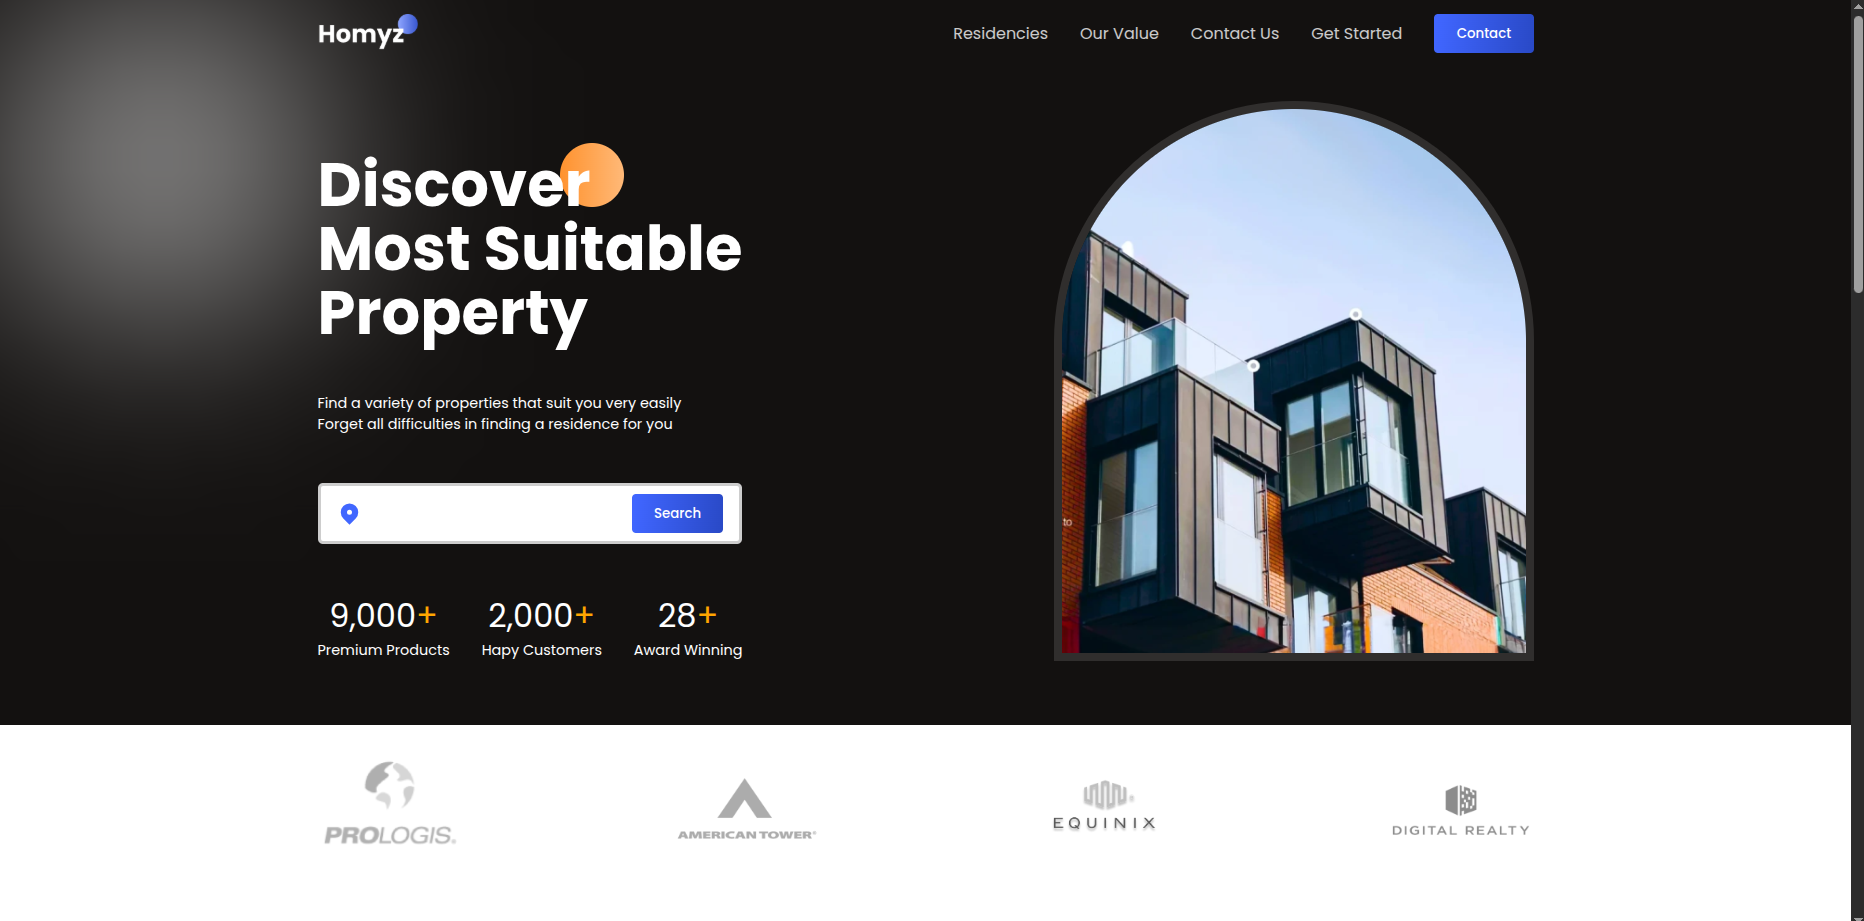 Homyz
Residencies
Our Value
Contact Us
Get Started
Contact
Discover
Most Suitable
Property
Find a variety of properties that suit you very easily
Forget all difficulties in finding a residence for you
Search
9,000+
2,000+
28+
Premium Products
Hapy Customers
Award Winning
to
PROLOGIS®
AMERICAN TOWER®
EQUINIX
DIGITAL REALTY